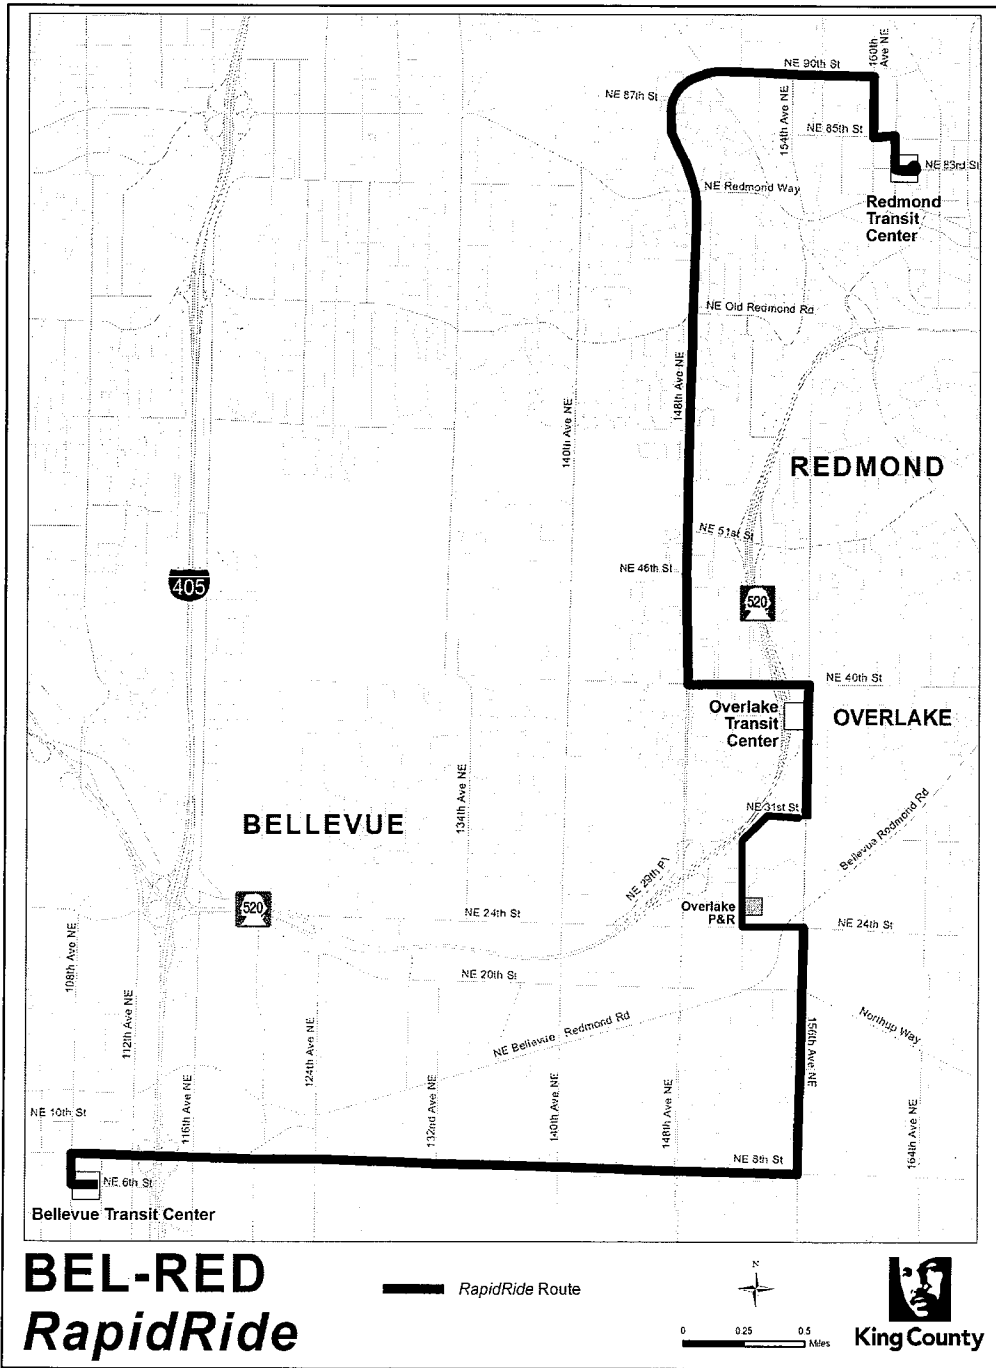 160th
Ave NE
NE 90th St
NE 87th St
154th Ave NE
NE 85th St
NE 83rd St
NE Redmond Way
Redmond
Transit
Center
NE Old Redmond Rd
148th Ave NE
140th Ave NE
REDMOND
NE 51st St
NE 46th St
405
520
NE 40th St
Overlake
Transit
Center
OVERLAKE
134th Ave NE
NE 31st St
Bellevue Redmond Rd
BELLEVUE
NE 29th Pl
520
Overlake
P&R
NE 24th St
NE 24th St
108th Ave NE
NE 20th St
112th Ave NE
124th Ave NE
NE Bellevue Redmond Rd
156th Ave NE
Northup Way
NE 10th St
116th Ave NE
132nd Ave NE
140th Ave NE
148th Ave NE
164th Ave NE
NE 8th St
NE 6th St
Bellevue Transit Center
BEL-RED
RapidRide
RapidRide Route
N
0 0.25 0.5
Miles
King County